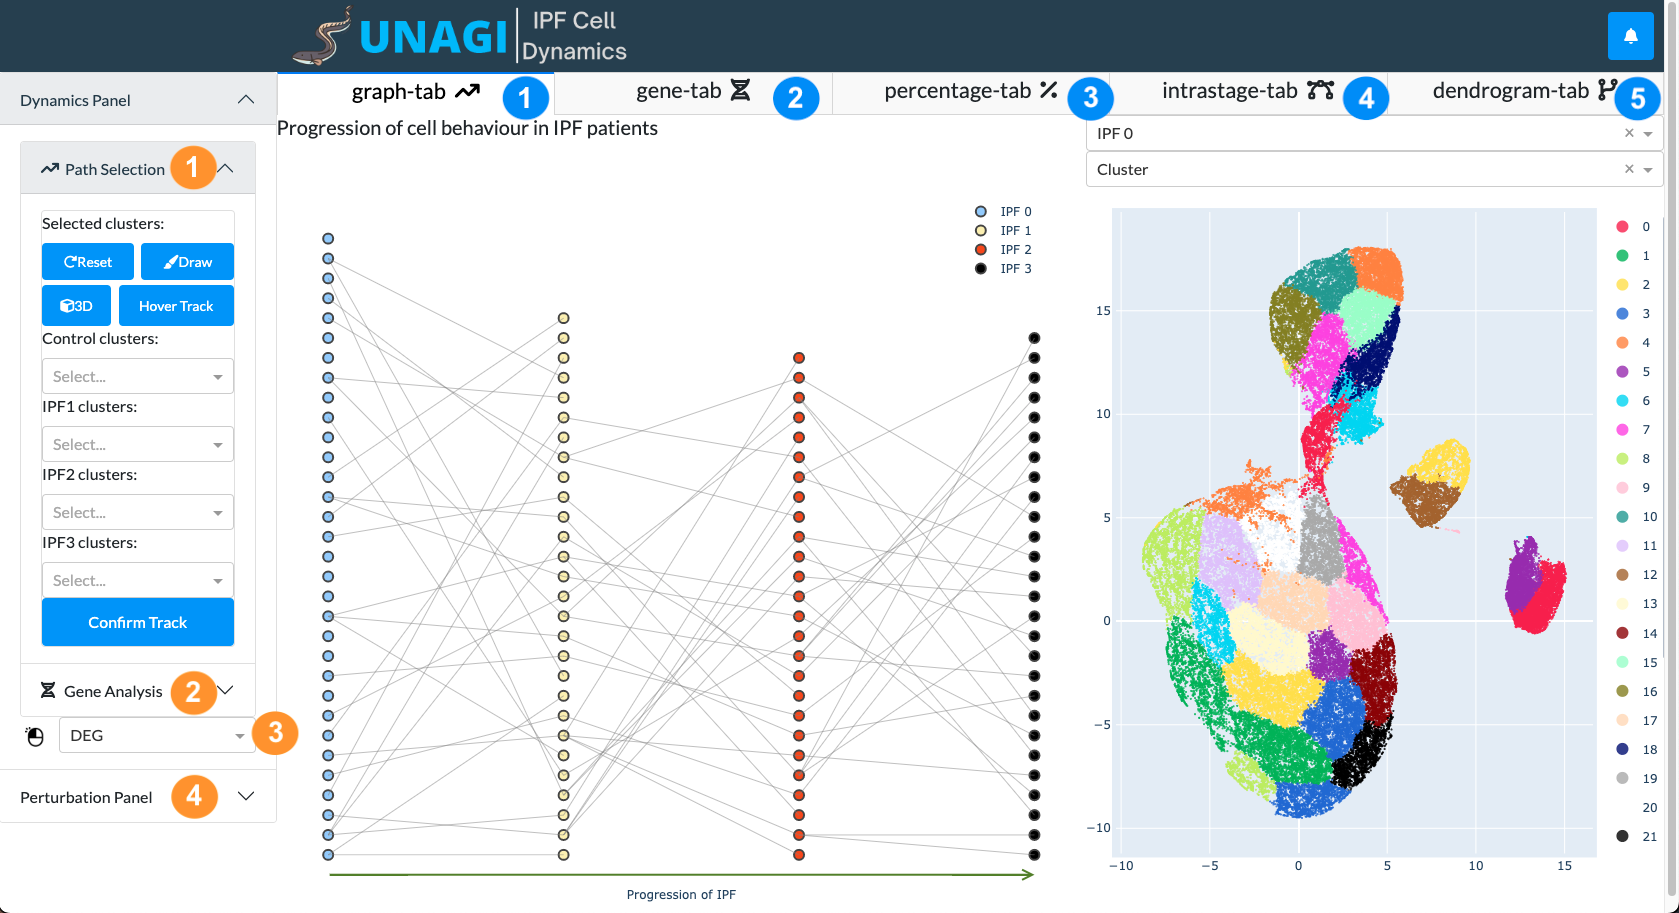 UNAGI
IPF Cell
Dynamics
Dynamics Panel
graph-tab 1
gene-tab 2
percentage-tab 3
intrastage-tab 4
dendrogram-tab 5
Path Selection 1
Selected clusters:
Reset
Draw
3D
Hover Track
Control clusters:
Select...
IPF1 clusters:
Select...
IPF2 clusters:
Select...
IPF3 clusters:
Select...
Confirm Track
Gene Analysis 2
DEG 3
Perturbation Panel 4
Progression of cell behaviour in IPF patients
IPF 0
IPF 1
IPF 2
IPF 3
Progression of IPF
IPF 0 ×
Cluster ×
15
10
5
0
−5
−10
−10
−5
0
5
10
15
0
1
2
3
4
5
6
7
8
9
10
11
12
13
14
15
16
17
18
19
20
21